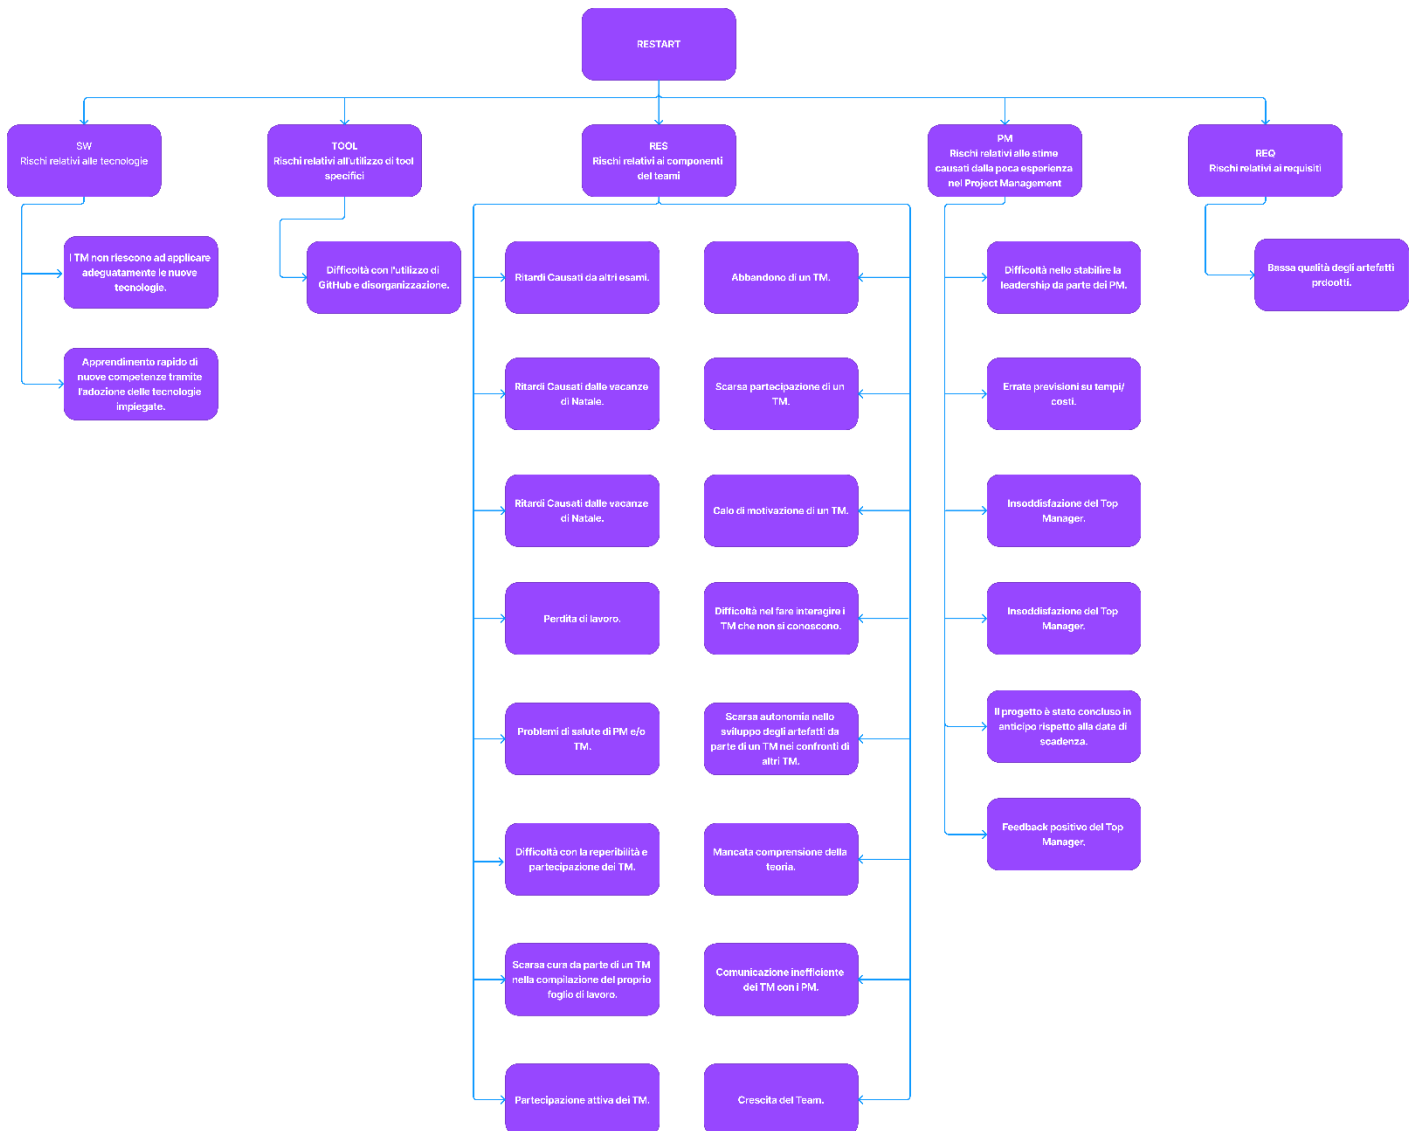 RESTART
SW
Rischi relativi alle tecnologie
TOOL
Rischi relativi all'utilizzo di tool
specifici
RES
Rischi relativi ai componenti
del teami
PM
Rischi relativi alle stime
causati dalla poca esperienza
nel Project Management
REQ
Rischi relativi ai requisiti
I TM non riescono ad applicare
adeguatamente le nuove
tecnologie.
Apprendimento rapido di
nuove competenze tramite
l'adozione delle tecnologie
impiegate.
Difficoltà con l'utilizzo di
GitHub e disorganizzazione.
Ritardi Causati da altri esami.
Ritardi Causati dalle vacanze
di Natale.
Ritardi Causati dalle vacanze
di Natale.
Perdita di lavoro.
Problemi di salute di PM e/o
TM.
Difficoltà con la reperibilità e
partecipazione dei TM.
Scarsa cura da parte di un TM
nella compilazione del proprio
foglio di lavoro.
Partecipazione attiva dei TM.
Abbandono di un TM.
Scarsa partecipazione di un
TM.
Calo di motivazione di un TM.
Difficoltà nel fare interagire i
TM che non si conoscono.
Scarsa autonomia nello
sviluppo degli artefatti da
parte di un TM nei confronti di
altri TM.
Mancata comprensione della
teoria.
Comunicazione inefficiente
dei TM con i PM.
Crescita del Team.
Difficoltà nello stabilire la
leadership da parte dei PM.
Errate previsioni su tempi/
costi.
Insoddisfazione del Top
Manager.
Insoddisfazione del Top
Manager.
Il progetto è stato concluso in
anticipo rispetto alla data di
scadenza.
Feedback positivo del Top
Manager.
Bassa qualità degli artefatti
prdootti.